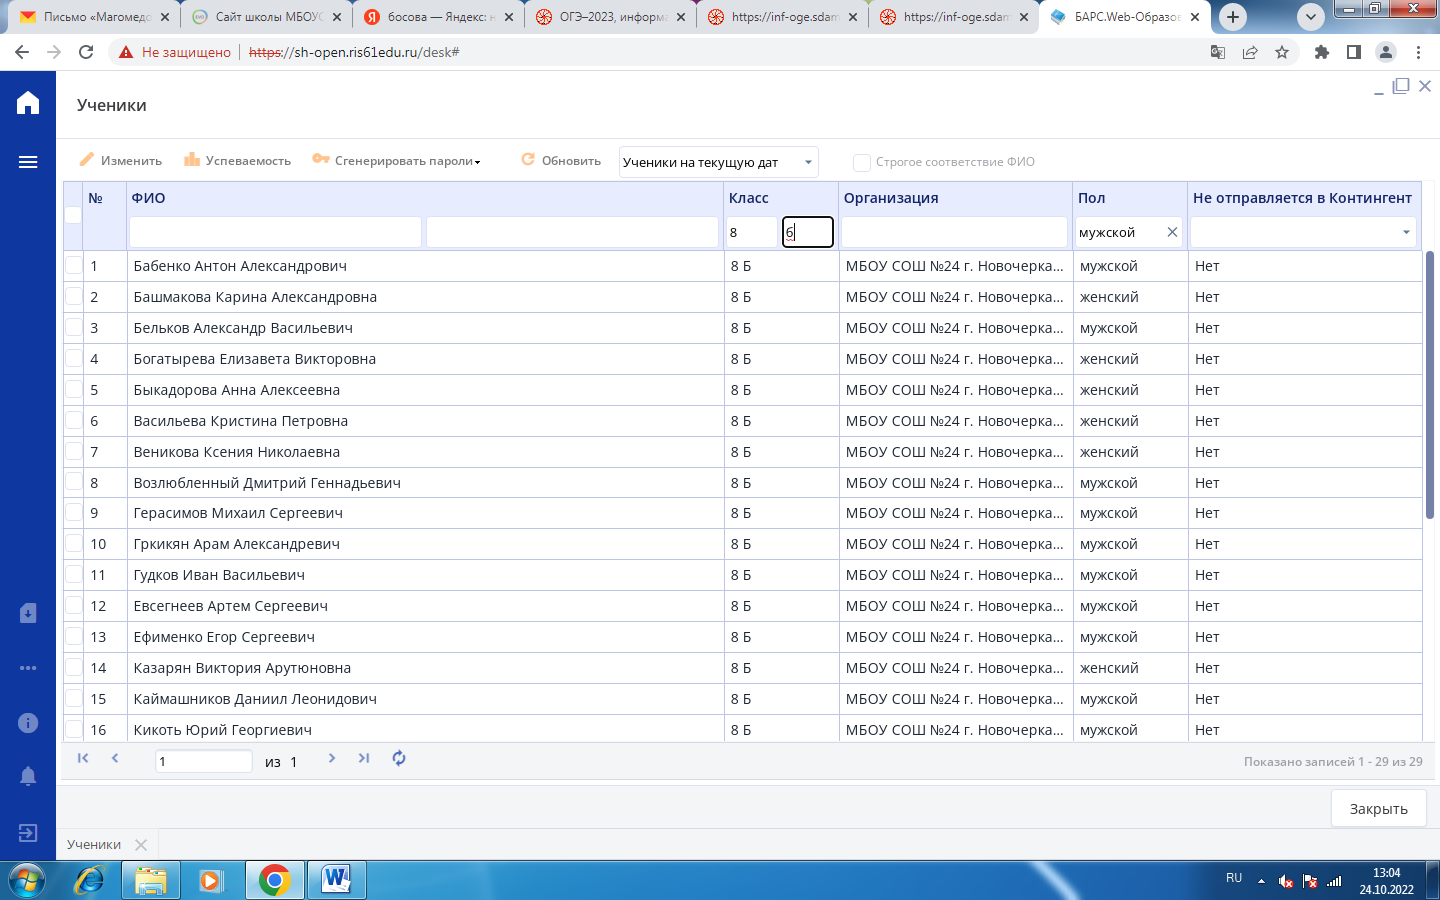 Письмо «Магомедо
Сайт школы МБОУС
босова — Яндекс: н
ОГЭ–2023, информа
https://inf-oge.sdam
https://inf-oge.sdam
БАРС.Web-Образов
Не защищено
https://sh-open.ris61edu.ru/desk#
Ученики
Изменить Успеваемость Сгенерировать пароли Обновить Ученики на текущую дат Строгое соответствие ФИО
№ ФИО Класс Организация Пол Не отправляется в Контингент
8 б мужской
1 Бабенко Антон Александрович 8 Б МБОУ СОШ №24 г. Новочерка... мужской Нет
2 Башмакова Карина Александровна 8 Б МБОУ СОШ №24 г. Новочерка... женский Нет
3 Бельков Александр Васильевич 8 Б МБОУ СОШ №24 г. Новочерка... мужской Нет
4 Богатырева Елизавета Викторовна 8 Б МБОУ СОШ №24 г. Новочерка... женский Нет
5 Быкадорова Анна Алексеевна 8 Б МБОУ СОШ №24 г. Новочерка... женский Нет
6 Васильева Кристина Петровна 8 Б МБОУ СОШ №24 г. Новочерка... женский Нет
7 Веникова Ксения Николаевна 8 Б МБОУ СОШ №24 г. Новочерка... женский Нет
8 Возлюбленный Дмитрий Геннадьевич 8 Б МБОУ СОШ №24 г. Новочерка... мужской Нет
9 Герасимов Михаил Сергеевич 8 Б МБОУ СОШ №24 г. Новочерка... мужской Нет
10 Гркикян Арам Александревич 8 Б МБОУ СОШ №24 г. Новочерка... мужской Нет
11 Гудков Иван Васильевич 8 Б МБОУ СОШ №24 г. Новочерка... мужской Нет
12 Евсегнеев Артем Сергеевич 8 Б МБОУ СОШ №24 г. Новочерка... мужской Нет
13 Ефименко Егор Сергеевич 8 Б МБОУ СОШ №24 г. Новочерка... мужской Нет
14 Казарян Виктория Арутюновна 8 Б МБОУ СОШ №24 г. Новочерка... женский Нет
15 Каймашников Даниил Леонидович 8 Б МБОУ СОШ №24 г. Новочерка... мужской Нет
16 Кикоть Юрий Георгиевич 8 Б МБОУ СОШ №24 г. Новочерка... мужской Нет
1 из 1 Показано записей 1 - 29 из 29
Закрыть
Ученики
RU 13:04
24.10.2022